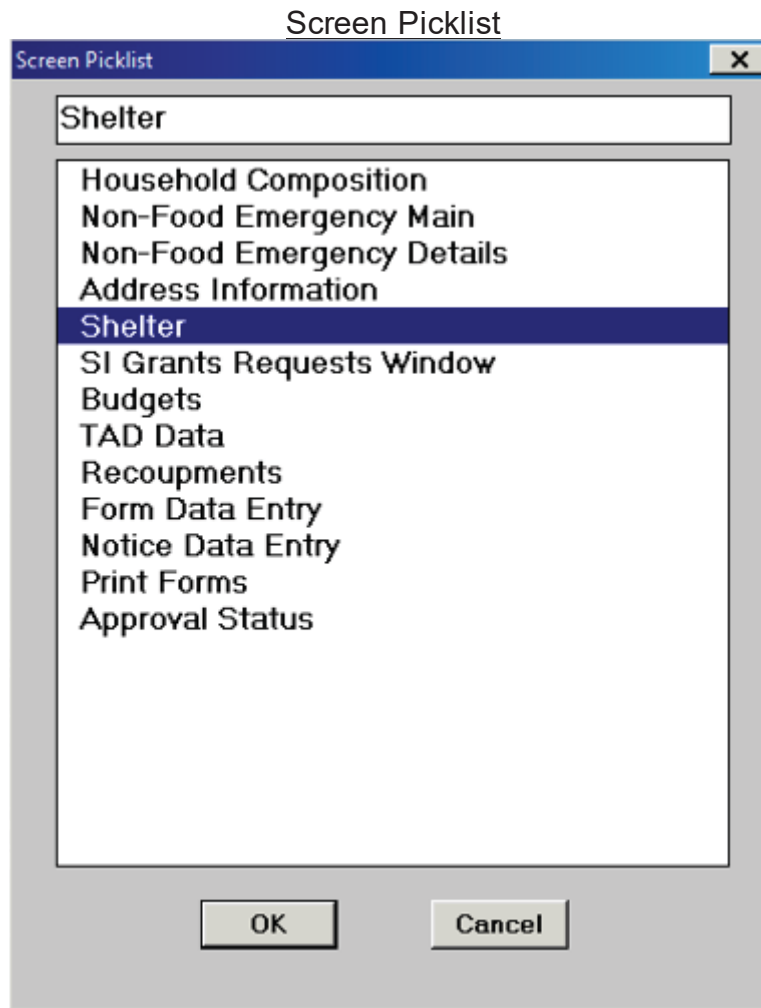 Screen Picklist
Screen Picklist
Shelter
Household Composition
Non-Food Emergency Main
Non-Food Emergency Details
Address Information
Shelter
SI Grants Requests Window
Budgets
TAD Data
Recoupments
Form Data Entry
Notice Data Entry
Print Forms
Approval Status
OK Cancel